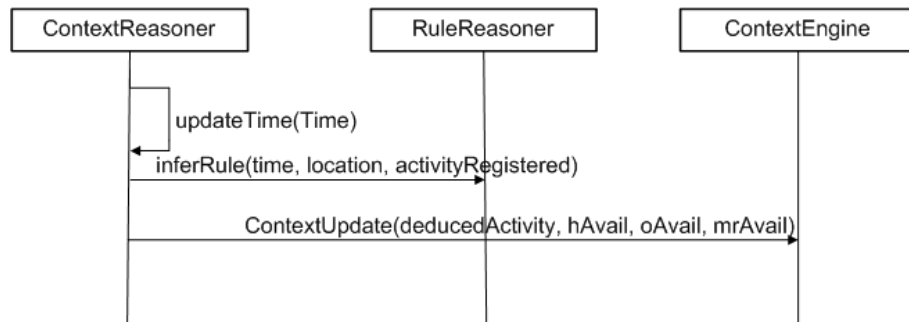 ContextReasoner
RuleReasoner
ContextEngine
updateTime(Time)
inferRule(time, location, activityRegistered)
ContextUpdate(deducedActivity, hAvail, oAvail, mrAvail)